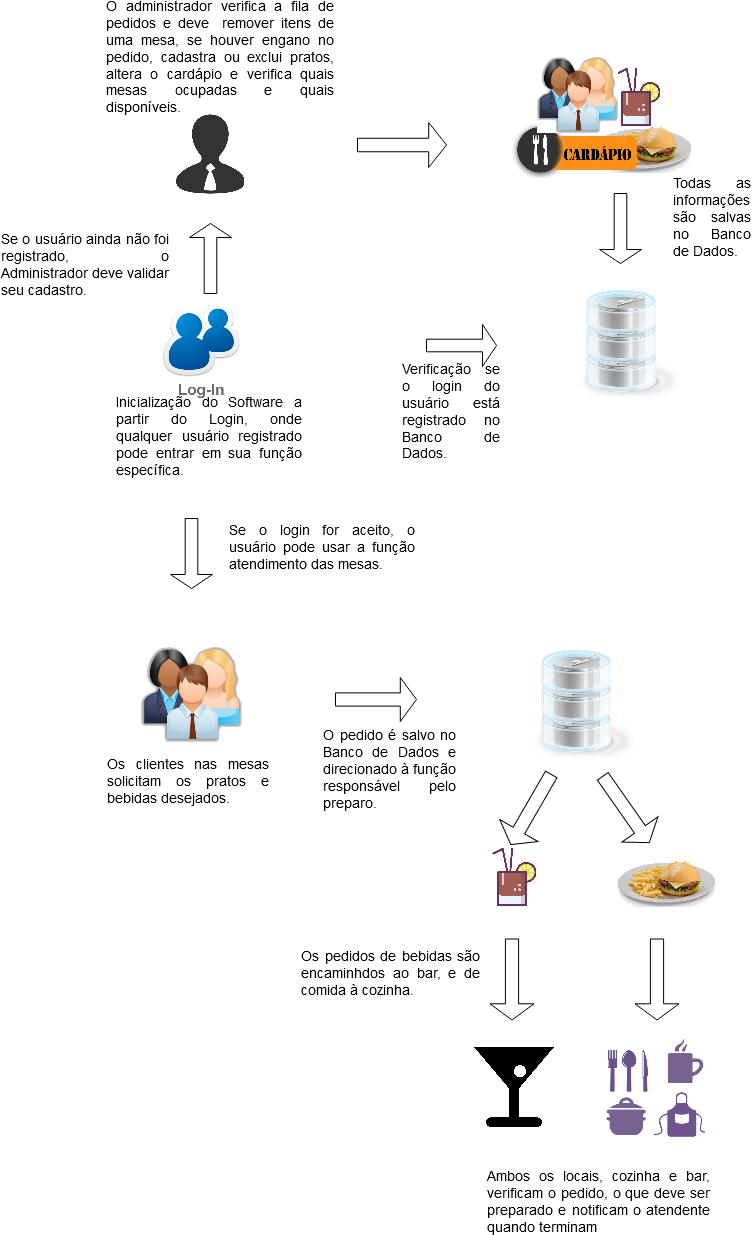 O administrador verifica a fila de
pedidos e deve remover itens de
uma mesa, se houver engano no
pedido, cadastra ou exclui pratos,
altera o cardápio e verifica quais
mesas ocupadas e quais
disponíveis.
CARDÁPIO
Todas as
informações
são salvas
no Banco
de Dados.
Se o usuário ainda não foi
registrado, o
Administrador deve validar
seu cadastro.
Log-In
Inicialização do Software a
partir do Login, onde
qualquer usuário registrado
pode entrar em sua função
específica.
Verificação se
o login do
usuário está
registrado no
Banco de
Dados.
Se o login for aceito, o
usuário pode usar a função
atendimento das mesas.
Os clientes nas mesas
solicitam os pratos e
bebidas desejados.
O pedido é salvo no
Banco de Dados e
direcionado à função
responsável pelo
preparo.
Os pedidos de bebidas são
encaminhdos ao bar, e de
comida à cozinha.
Ambos os locais, cozinha e bar,
verificam o pedido, o que deve ser
preparado e notificam o atendente
quando terminam